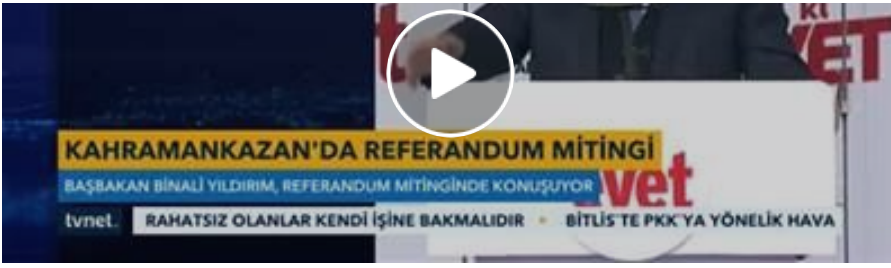 KAHRAMANKAZAN'DA REFERANDUM MİTİNGİ
BAŞBAKAN BİNALİ YILDIRIM, REFERANDUM MİTİNGİNDE KONUŞUYOR
tvnet. RAHATSIZ OLANLAR KENDİ İŞİNE BAKMALIDIR • BİTLİS'TE PKK'YA YÖNELİK HAVA